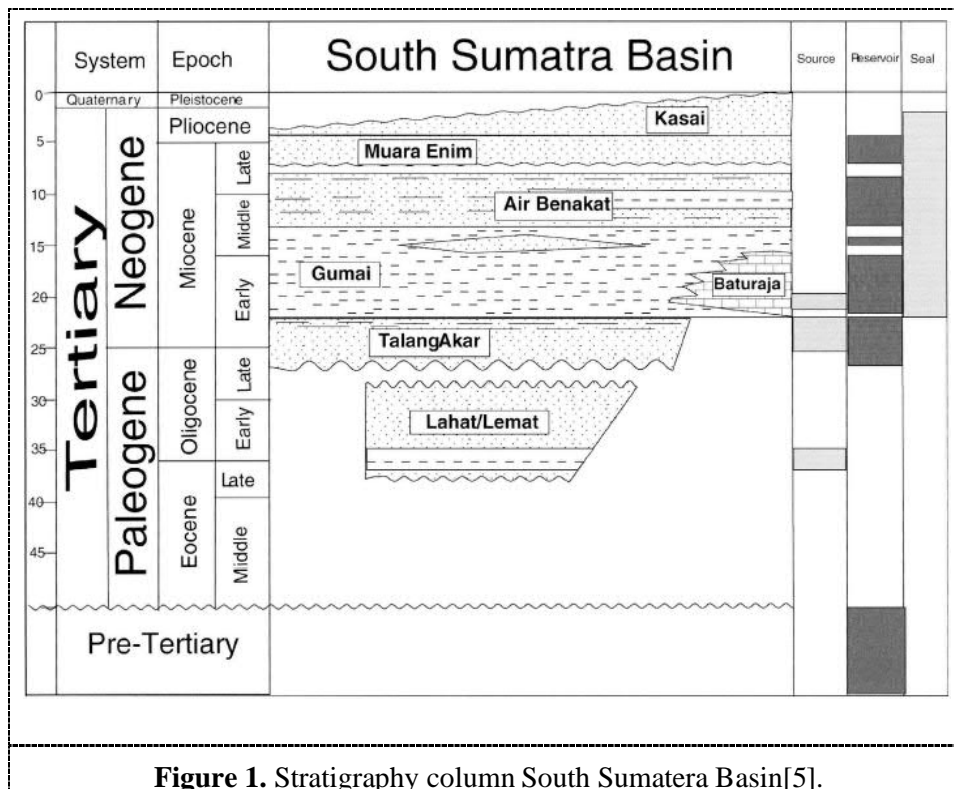 System
Epoch
South Sumatra Basin
Source
Reservoir
Seal
0
Quaternary
Pleistocene
Pliocene
Kasai
5
Muara Enim
Late
10
Air Benakat
Middle
15
Gumai
Baturaja
20
Early
Miocene
Neogene
Tertiary
25
TalangAkar
Late
30
Lahat/Lemat
Early
35
Oligocene
Paleogene
Late
40
45
Middle
Eocene
Pre-Tertiary
Figure 1. Stratigraphy column South Sumatera Basin[5].